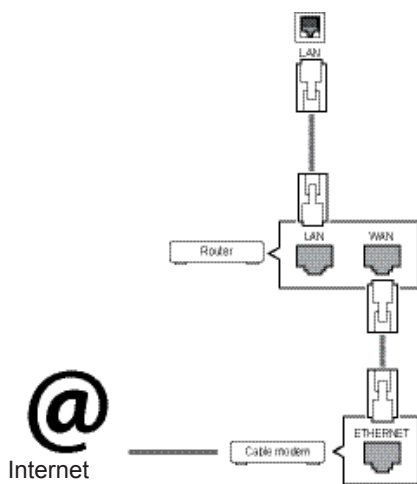 LAN
LAN WAN
Router
@
ETHERNET
Cable modem
Internet